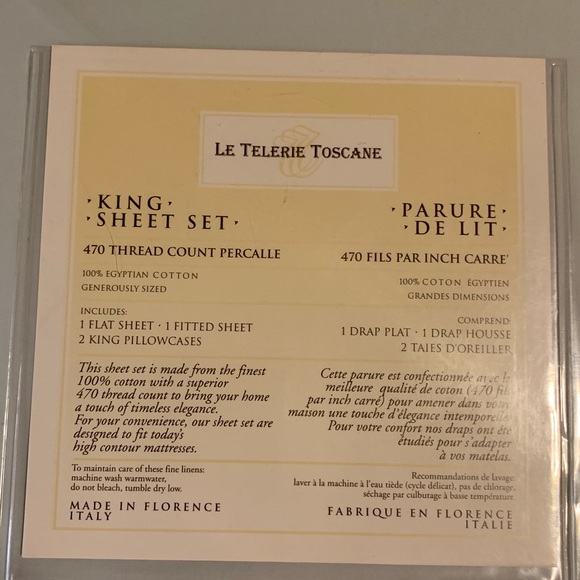 LE TELERIE TOSCANE
KING
SHEET SET
470 THREAD COUNT PERCALLE
100% EGYPTIAN COTTON
GENEROUSLY SIZED
INCLUDES:
1 FLAT SHEET · 1 FITTED SHEET
2 KING PILLOWCASES
This sheet set is made from the finest
100% cotton with a superior
470 thread count to bring your home
a touch of timeless elegance.
For your convenience, our sheet set are
designed to fit today's
high contour mattresses.
To maintain care of these fine linens:
machine wash warmwater,
do not bleach, tumble dry low.
MADE IN FLORENCE
ITALY
PARURE
DE LIT
470 FILS PAR INCH CARRE'
100% COTON ÉGYPTIEN
GRANDES DIMENSIONS
COMPREND:
1 DRAP PLAT · 1 DRAP HOUSSE
2 TAIES D'OREILLER
Cette parure est confectionnée avec la
meilleure qualité de coton (470 fils
par inch carré) pour amener dans votre
maison une touche d'élegance intemporelle.
Pour votre confort nos draps ont été
étudiés pour s'adapter
à vos matelas.
Recommandations de lavage:
laver à la machine à l'eau tiède (cycle délicat), pas de chlorage,
séchage par culbutage à basse température.
FABRIQUE EN FLORENCE
ITALIE